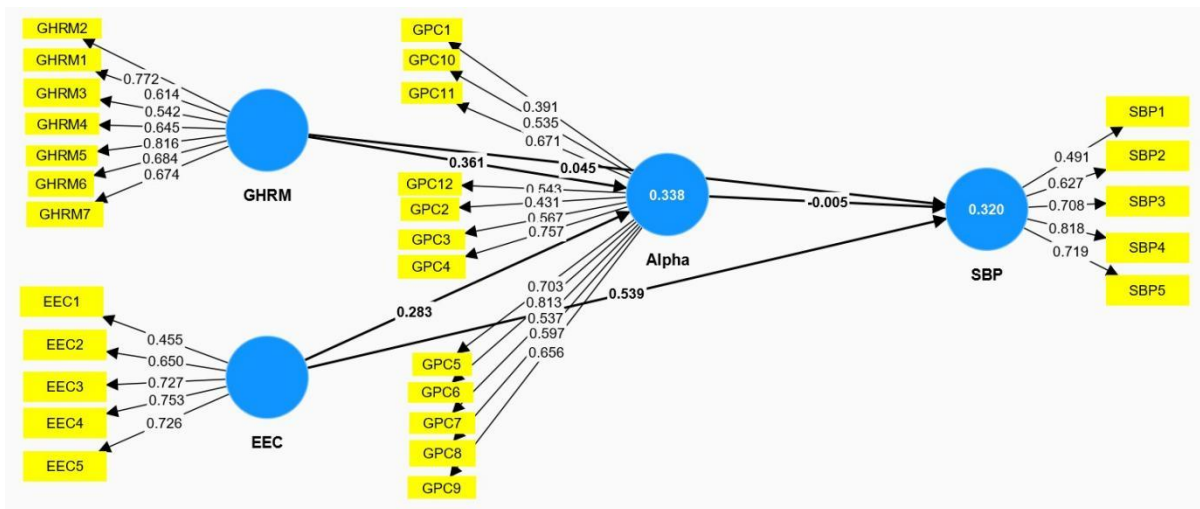 GHRM2
GHRM1
GHRM3
GHRM4
GHRM5
GHRM6
GHRM7
0.772
0.614
0.542
0.645
0.816
0.684
0.674
GHRM
EEC1
EEC2
EEC3
EEC4
EEC5
0.455
0.650
0.727
0.753
0.726
EEC
GPC1
GPC10
GPC11
0.391
0.535
0.671
GPC12
GPC2
GPC3
GPC4
0.543
0.431
0.567
0.757
0.703
0.813
0.537
0.597
0.656
GPC5
GPC6
GPC7
GPC8
GPC9
0.361
0.045
0.283
0.539
-0.005
0.338
Alpha
0.320
SBP
0.491
0.627
0.708
0.818
0.719
SBP1
SBP2
SBP3
SBP4
SBP5